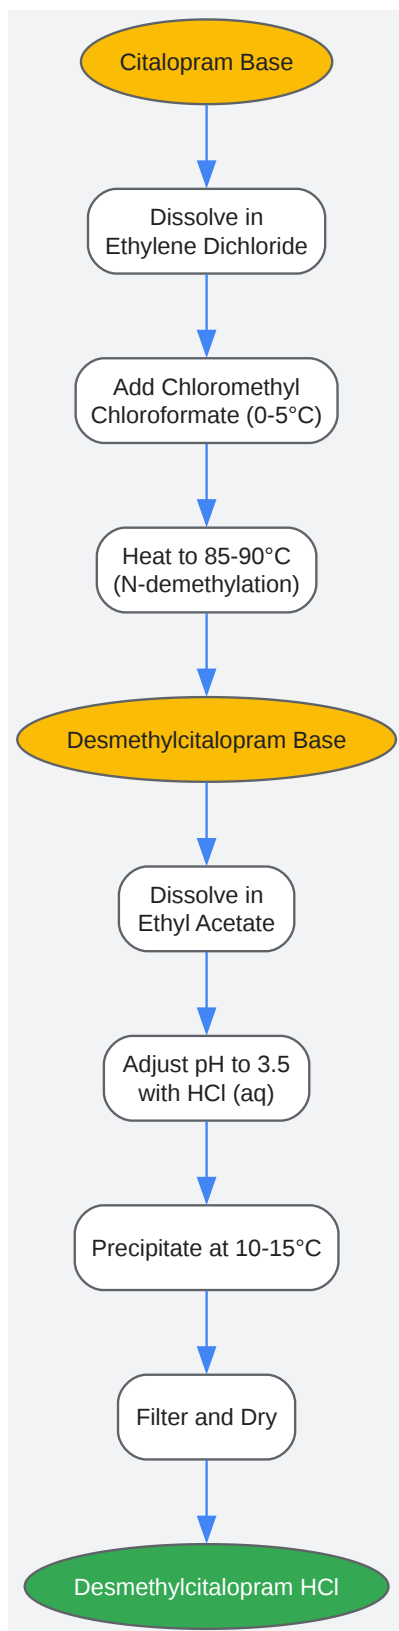 Citalopram Base
Dissolve in
Ethylene Dichloride
Add Chloromethyl
Chloroformate (0-5°C)
Heat to 85-90°C
(N-demethylation)
Desmethylcitalopram Base
Dissolve in
Ethyl Acetate
Adjust pH to 3.5
with HCl (aq)
Precipitate at 10-15°C
Filter and Dry
Desmethylcitalopram HCl